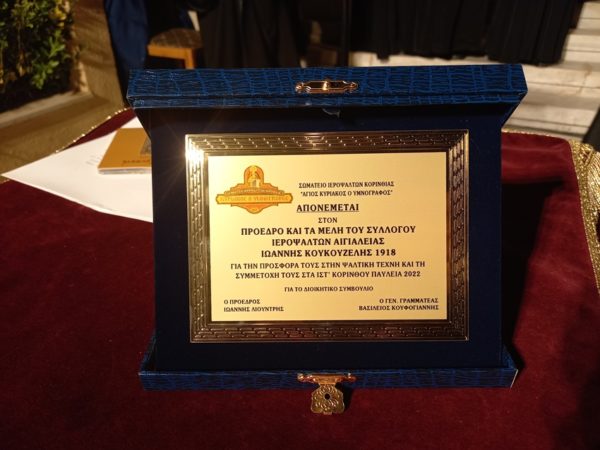 ΣΩΜΑΤΕΙΟ ΙΕΡΟΨΑΛΤΩΝ ΚΟΡΙΝΘΙΑΣ
"ΑΓΙΟΣ ΚΥΡΙΑΚΟΣ Ο ΥΜΝΟΓΡΑΦΟΣ"
ΑΠΟΝΕΜΕΤΑΙ
ΣΤΟΝ
ΠΡΟΕΔΡΟ ΚΑΙ ΤΑ ΜΕΛΗ ΤΟΥ ΣΥΛΛΟΓΟΥ
ΙΕΡΟΨΑΛΤΩΝ ΑΙΓΙΑΛΕΙΑΣ
ΙΩΑΝΝΗΣ ΚΟΥΚΟΥΖΕΛΗΣ 1918
ΓΙΑ ΤΗΝ ΠΡΟΣΦΟΡΑ ΤΟΥΣ ΣΤΗΝ ΨΑΛΤΙΚΗ ΤΕΧΝΗ ΚΑΙ ΤΗ
ΣΥΜΜΕΤΟΧΗ ΤΟΥΣ ΣΤΑ ΙΣΤ' ΚΟΡΙΝΘΟΥ ΠΑΥΛΕΙΑ 2022
ΓΙΑ ΤΟ ΔΙΟΙΚΗΤΙΚΟ ΣΥΜΒΟΥΛΙΟ
Ο ΠΡΟΕΔΡΟΣ
ΙΩΑΝΝΗΣ ΛΙΟΥΝΤΡΗΣ
Ο ΓΕΝ. ΓΡΑΜΜΑΤΕΑΣ
ΒΑΣΙΛΕΙΟΣ ΚΟΥΦΟΓΙΑΝΝΗΣ